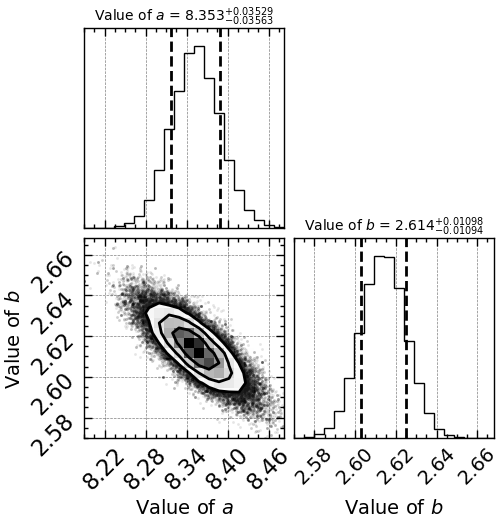 Value of a = 8.353^{+0.03529}_{-0.03563}
Value of b = 2.614^{+0.01098}_{-0.01094}
Value of b
2.66
2.64
2.62
2.60
2.58
8.22 8.28 8.34 8.40 8.46
Value of a
2.58 2.60 2.62 2.64 2.66
Value of b